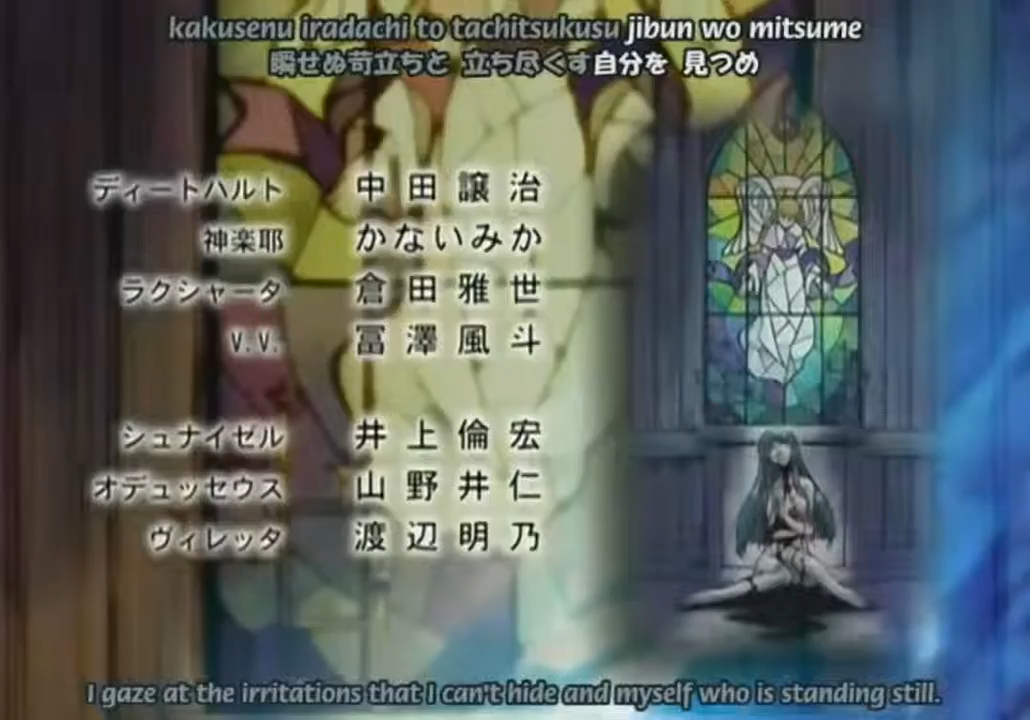 kakusenu iradachi to tachitsukusu jibun wo mitsume
瞬せぬ苛立ちと 立ち尽くす自分を 見つめ
ディートハルト 中田譲治
神楽耶 かないみか
ラクシャータ 倉田雅世
V.V. 冨澤風斗
シュナイゼル 井上倫宏
オデュッセウス 山野井仁
ヴィレッタ 渡辺明乃
I gaze at the irritations that I can't hide and myself who is standing still.